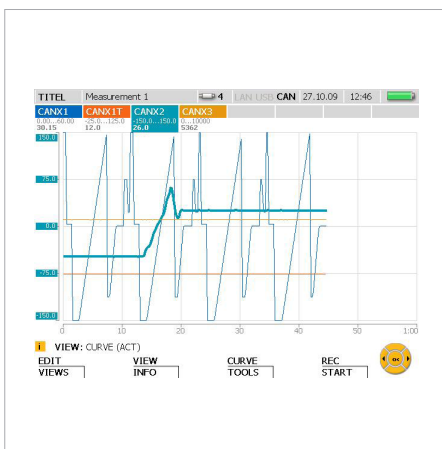 TITEL Measurement 1 4 LAN USB CAN 27.10.09 12:46
CANX1 CANX1T CANX2 CANX3
0.00...60.00 -25.0...125.0 -150.0...150.0 0...10000
30.15 12.0 26.0 5362
150.0
75.0
0.0
-75.0
-150.0
0 10 20 30 40 50 1:00
i VIEW: CURVE (ACT)
EDIT VIEW CURVE REC
VIEWS INFO TOOLS START
OK